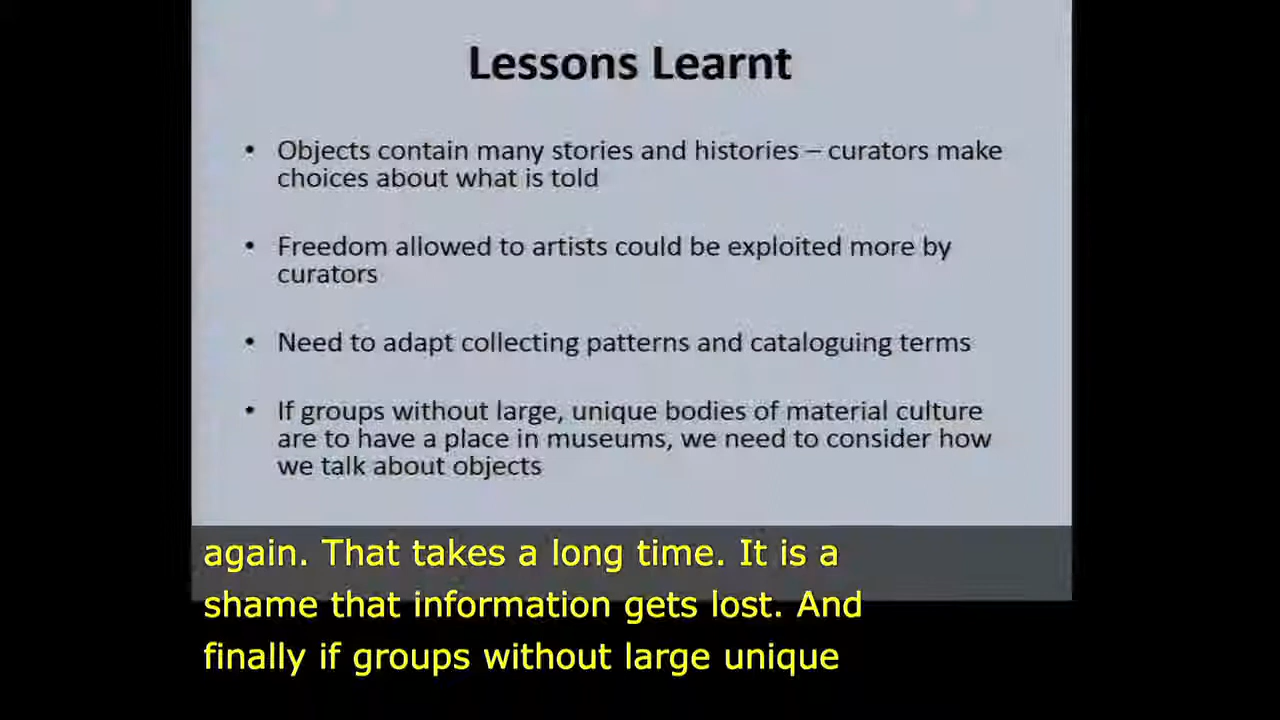 Lessons Learnt
• Objects contain many stories and histories – curators make
choices about what is told
• Freedom allowed to artists could be exploited more by
curators
• Need to adapt collecting patterns and cataloguing terms
• If groups without large, unique bodies of material culture
are to have a place in museums, we need to consider how
we talk about objects
again. That takes a long time. It is a
shame that information gets lost. And
finally if groups without large unique